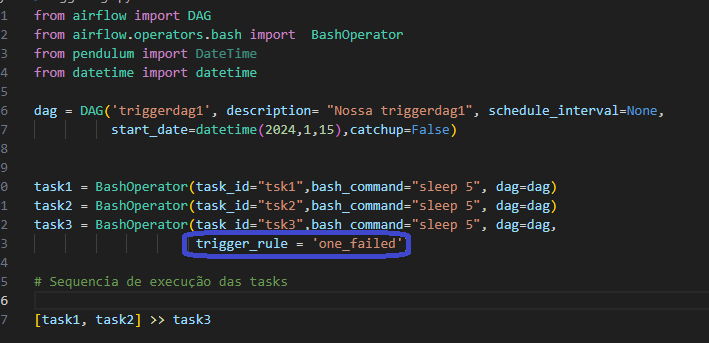 1 from airflow import DAG
2 from airflow.operators.bash import  BashOperator
3 from pendulum import DateTime
4 from datetime import datetime
5
6 dag = DAG('triggerdag1', description= "Nossa triggerdag1", schedule_interval=None,
7 start_date=datetime(2024,1,15),catchup=False)
8
9
0 task1 = BashOperator(task_id="tsk1",bash_command="sleep 5", dag=dag)
1 task2 = BashOperator(task_id="tsk2",bash_command="sleep 5", dag=dag)
2 task3 = BashOperator(task_id="tsk3",bash_command="sleep 5", dag=dag,
3 trigger_rule = 'one_failed'
4
5 # Sequencia de execução das tasks
6
7 [task1, task2] >> task3